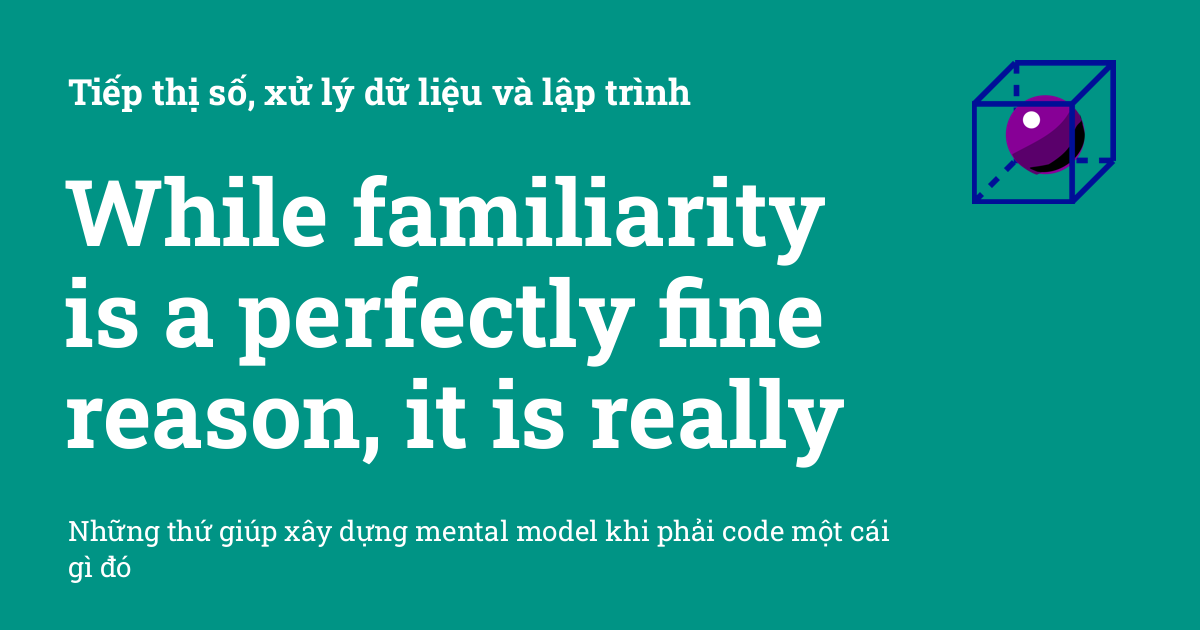 Tiếp thị số, xử lý dữ liệu và lập trình
While familiarity
is a perfectly fine
reason, it is really
Những thứ giúp xây dựng mental model khi phải code một cái
gì đó